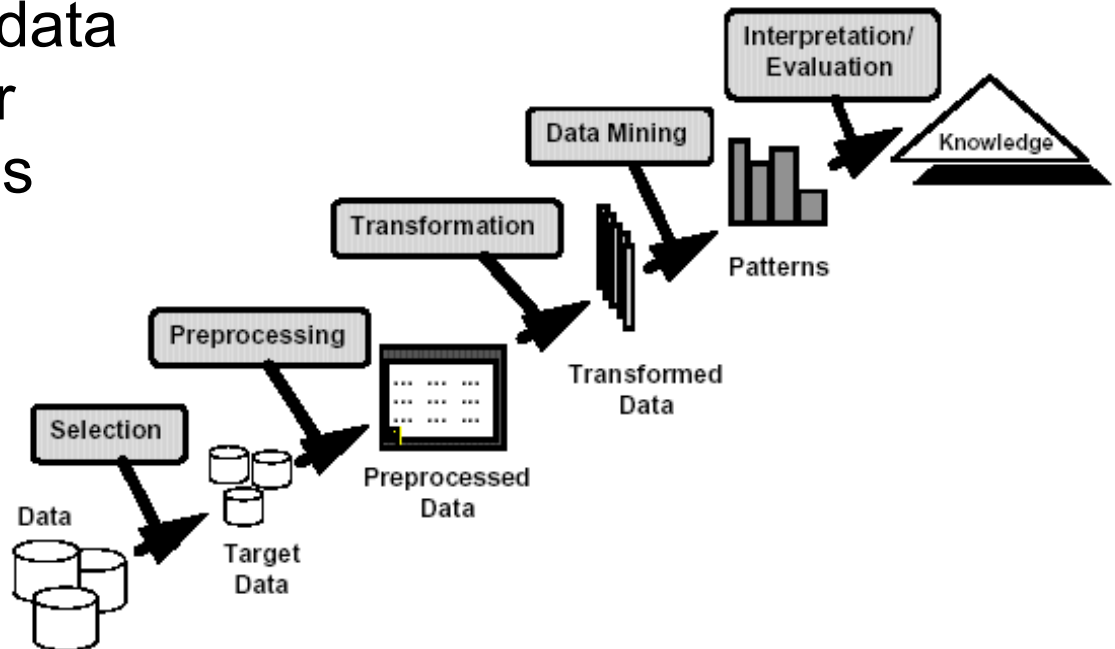 data
r
s
Interpretation/
Evaluation
Knowledge
Data Mining
Patterns
Transformation
Transformed
Data
Preprocessing
Preprocessed
Data
Selection
Target
Data
Data